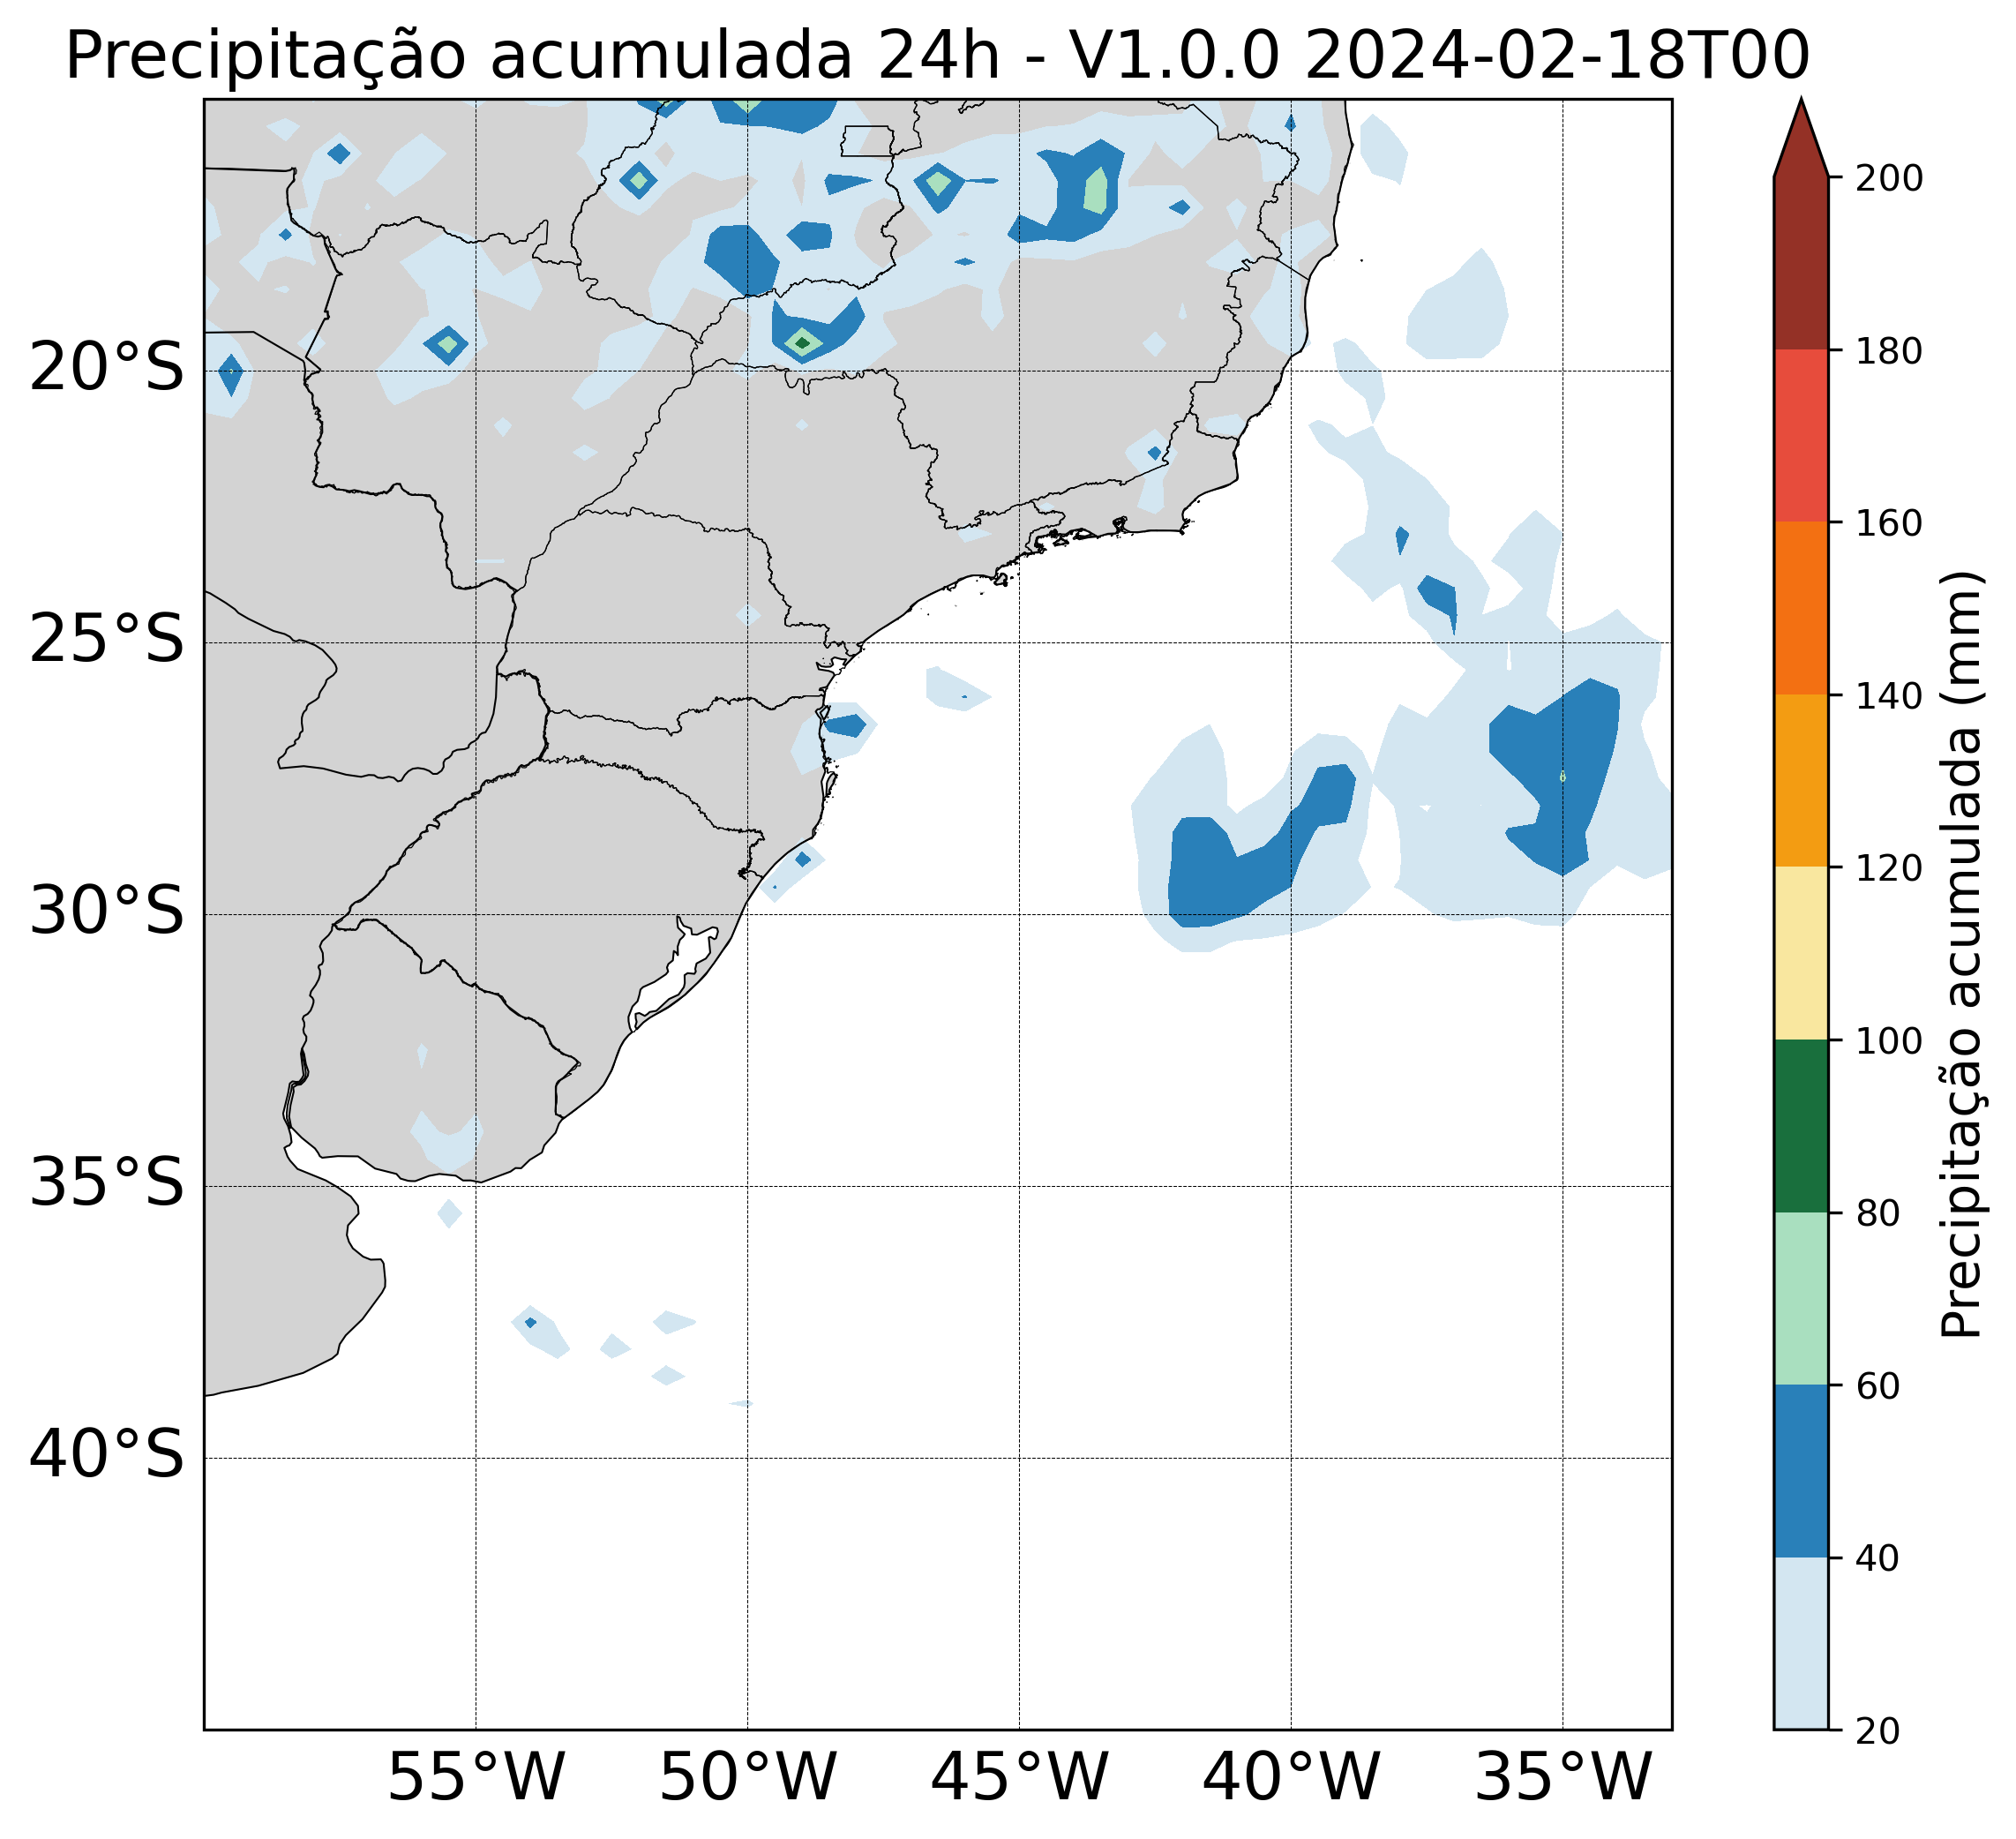 Precipitação acumulada 24h - V1.0.0 2024-02-18T00
20°S
25°S
30°S
35°S
40°S
55°W
50°W
45°W
40°W
35°W
200
180
160
140
120
100
80
60
40
20
Precipitação acumulada (mm)